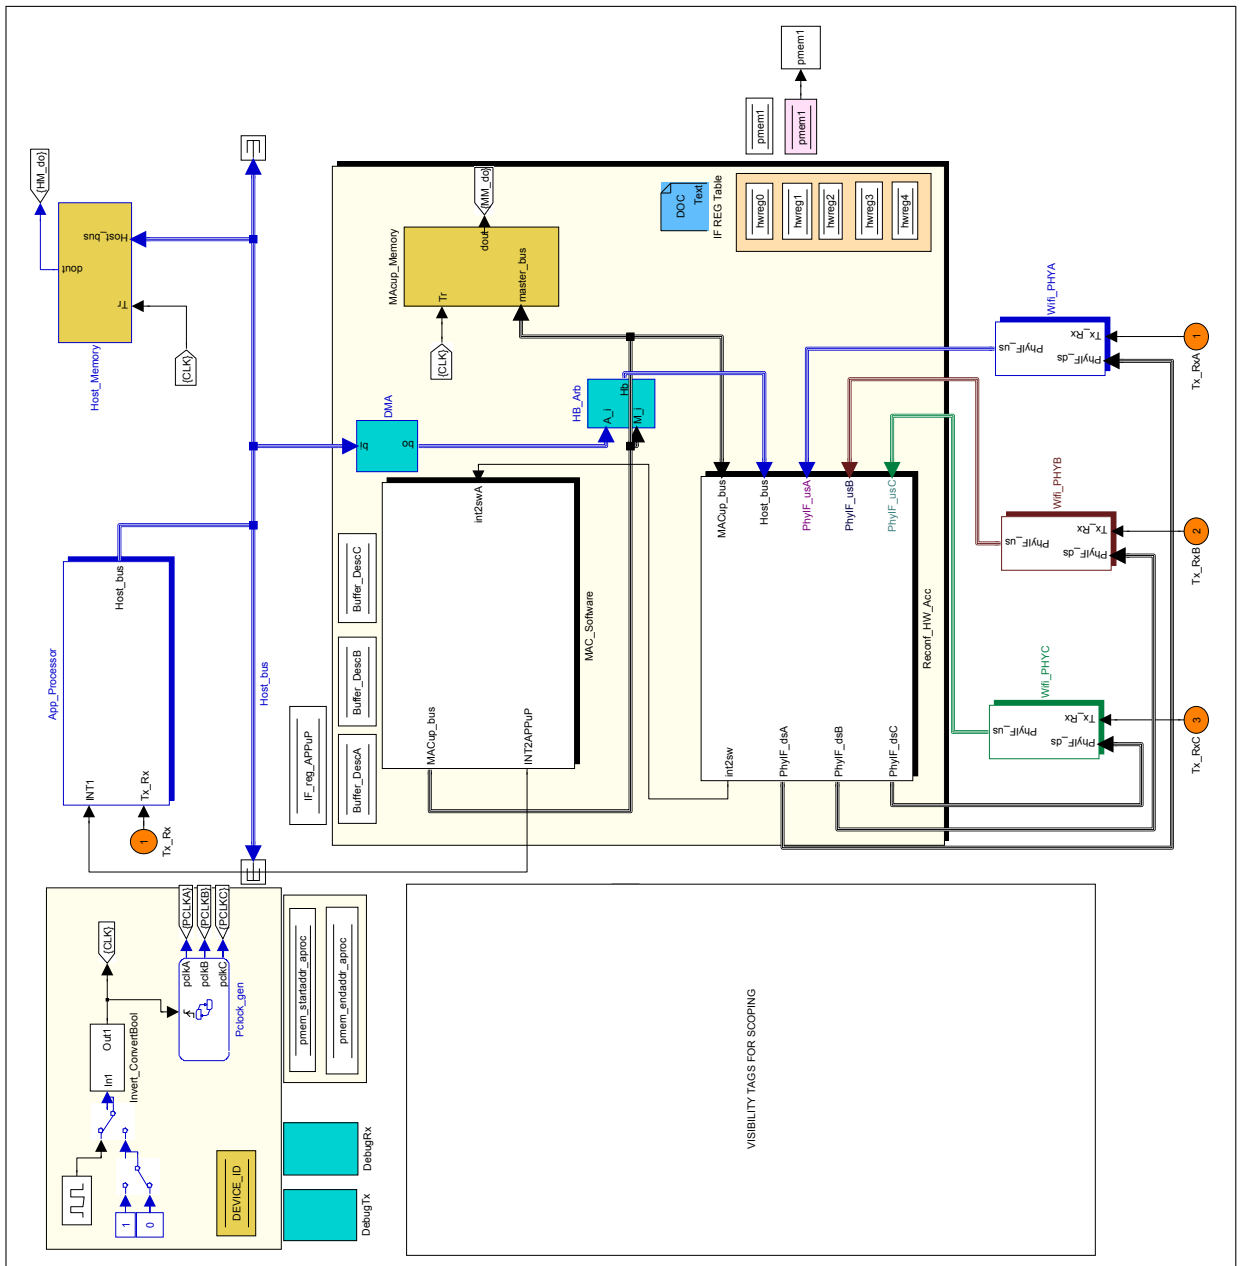 pmem1
pmem1
pmem1
{HM_do}
Host_bus
dout
Tr
Host_Memory
{CLK}
{MM_do}
dout
MAcup_Memory
Tr
master_bus
{CLK}
DOC
Text
IF REG Table
hwreg0
hwreg1
hwreg2
hwreg3
hwreg4
DMA
bi
bo
HB_Arb
A_i
Hb
M_i
App_Processor
Host_bus
INT1
Tx_Rx
1
Tx_Rx
Host_bus
IF_reg_APPuP
Buffer_DescA
Buffer_DescB
Buffer_DescC
int2swA
MACup_bus
INT2APPuP
MAC_Software
MACup_bus
Host_bus
PhyIF_usA
PhyIF_usB
PhyIF_usC
int2sw
PhyIF_dsA
PhyIF_dsB
PhyIF_dsC
Reconf_HW_Acc
Wifi_PHYA
PhyIF_us
Tx_Rx
PhyIF_ds
1
Tx_RxA
Wifi_PHYB
PhyIF_us
Tx_Rx
PhyIF_ds
2
Tx_RxB
Wifi_PHYC
PhyIF_us
Tx_Rx
PhyIF_ds
3
Tx_RxC
{CLK}
{PCLKA}
{PCLKB}
{PCLKC}
pclkA
pclkB
pclkC
Pclock_gen
In1
Out1
Invert_ConvertBool
1
0
DEVICE_ID
pmem_startaddr_aproc
pmem_endaddr_aproc
DebugRx
DebugTx
VISIBILITY TAGS FOR SCOPING